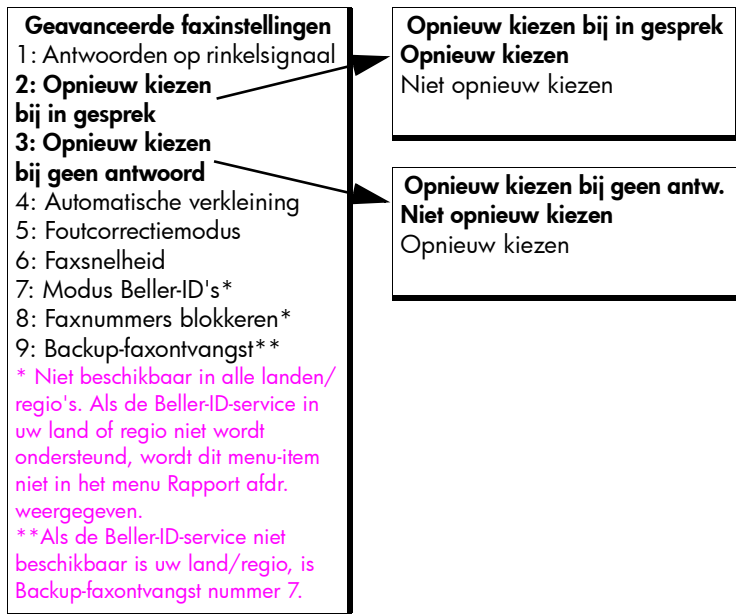 Geavanceerde faxinstellingen
1: Antwoorden op rinkelsignaal
2: Opnieuw kiezen
bij in gesprek
3: Opnieuw kiezen
bij geen antwoord
4: Automatische verkleining
5: Foutcorrectiemodus
6: Faxsnelheid
7: Modus Beller-ID's*
8: Faxnummers blokkeren*
9: Backup-faxontvangst**
* Niet beschikbaar in alle landen/
regio's. Als de Beller-ID-service in
uw land of regio niet wordt
ondersteund, wordt dit menu-item
niet in het menu Rapport afdr.
weergegeven.
**Als de Beller-ID-service niet
beschikbaar is uw land/regio, is
Backup-faxontvangst nummer 7.
Opnieuw kiezen bij in gesprek
Opnieuw kiezen
Niet opnieuw kiezen
Opnieuw kiezen bij geen antw.
Niet opnieuw kiezen
Opnieuw kiezen